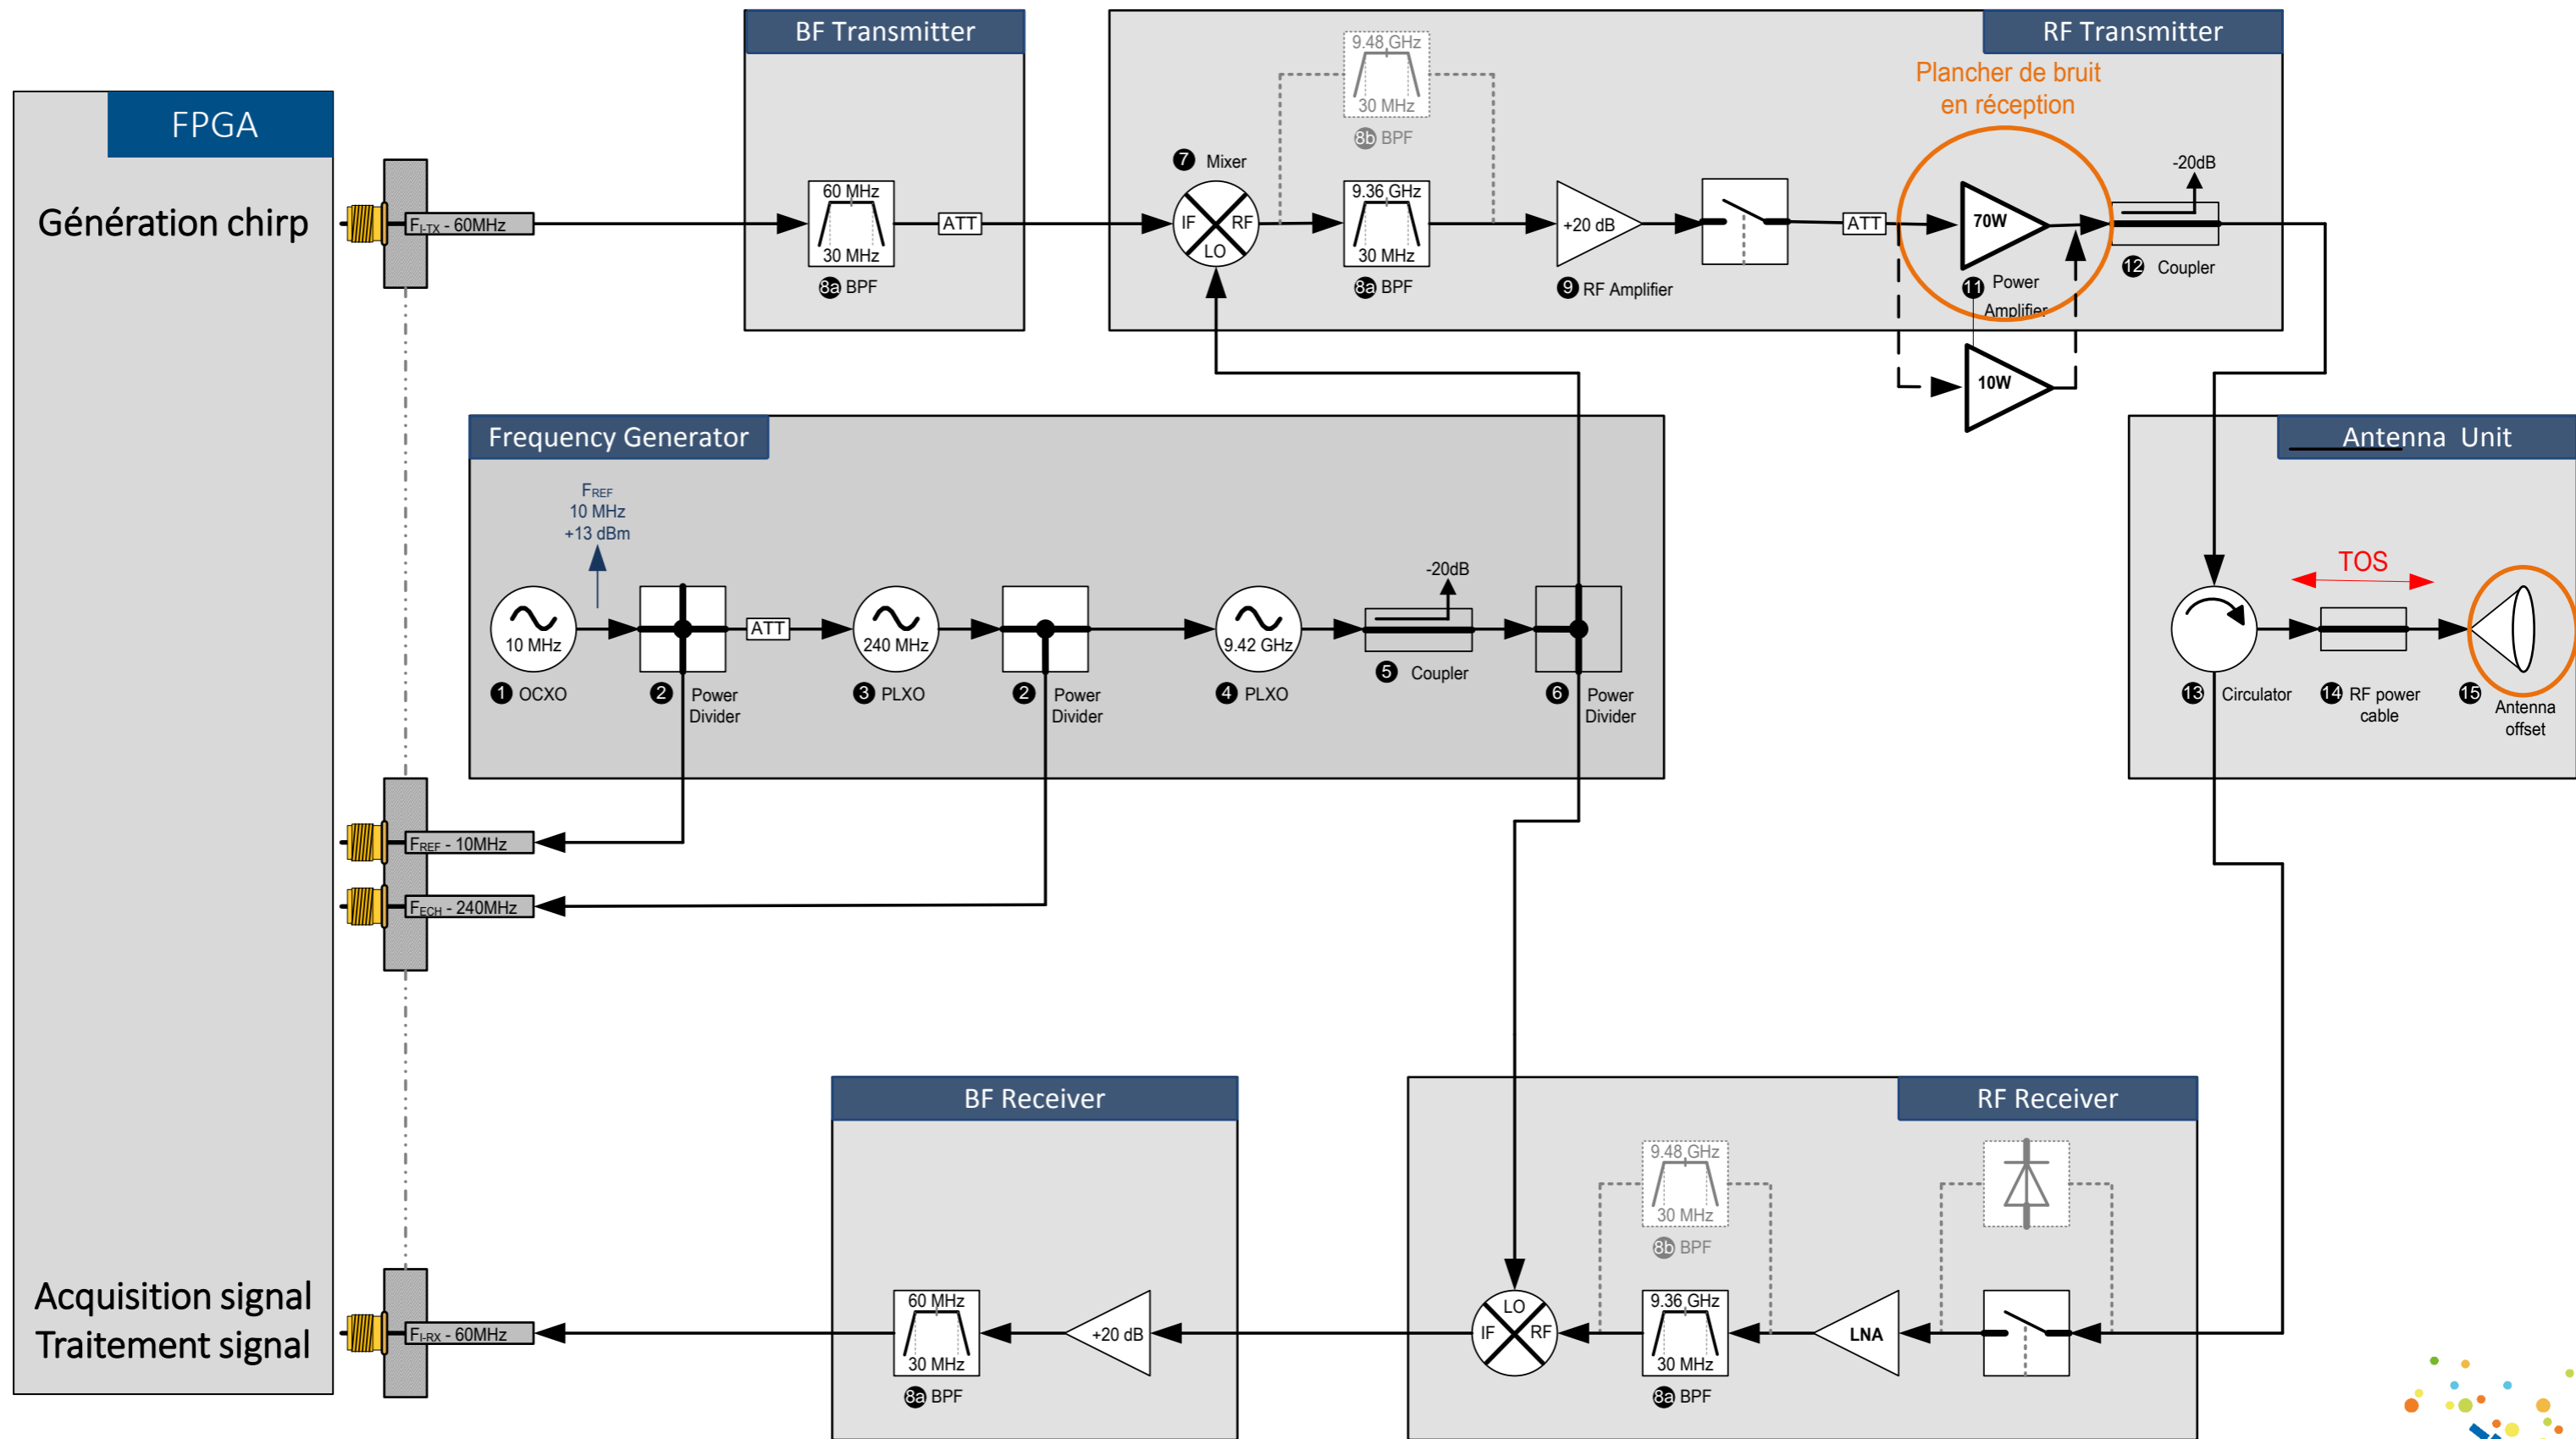 BF Transmitter
RF Transmitter
FPGA
Génération chirp
F I-TX - 60MHz
60 MHz
30 MHz
8a BPF
ATT
7 Mixer
IF
RF
LO
9.48 GHz
30 MHz
8b BPF
9.36 GHz
30 MHz
8a BPF
+20 dB
9 RF Amplifier
ATT
Plancher de bruit
en réception
70W
11 Power
Amplifier
10W
-20dB
12 Coupler
Frequency Generator
FREF
10 MHz
+13 dBm
10 MHz
1 OCXO
2 Power
Divider
ATT
240 MHz
3 PLXO
2 Power
Divider
9.42 GHz
4 PLXO
-20dB
5 Coupler
6 Power
Divider
Antenna Unit
TOS
13 Circulator
14 RF power
cable
15 Antenna
offset
FREF - 10MHz
FECH - 240MHz
BF Receiver
RF Receiver
Acquisition signal
Traitement signal
F I-RX - 60MHz
60 MHz
30 MHz
8a BPF
+20 dB
LO
IF
RF
9.48 GHz
30 MHz
8b BPF
9.36 GHz
30 MHz
8a BPF
LNA